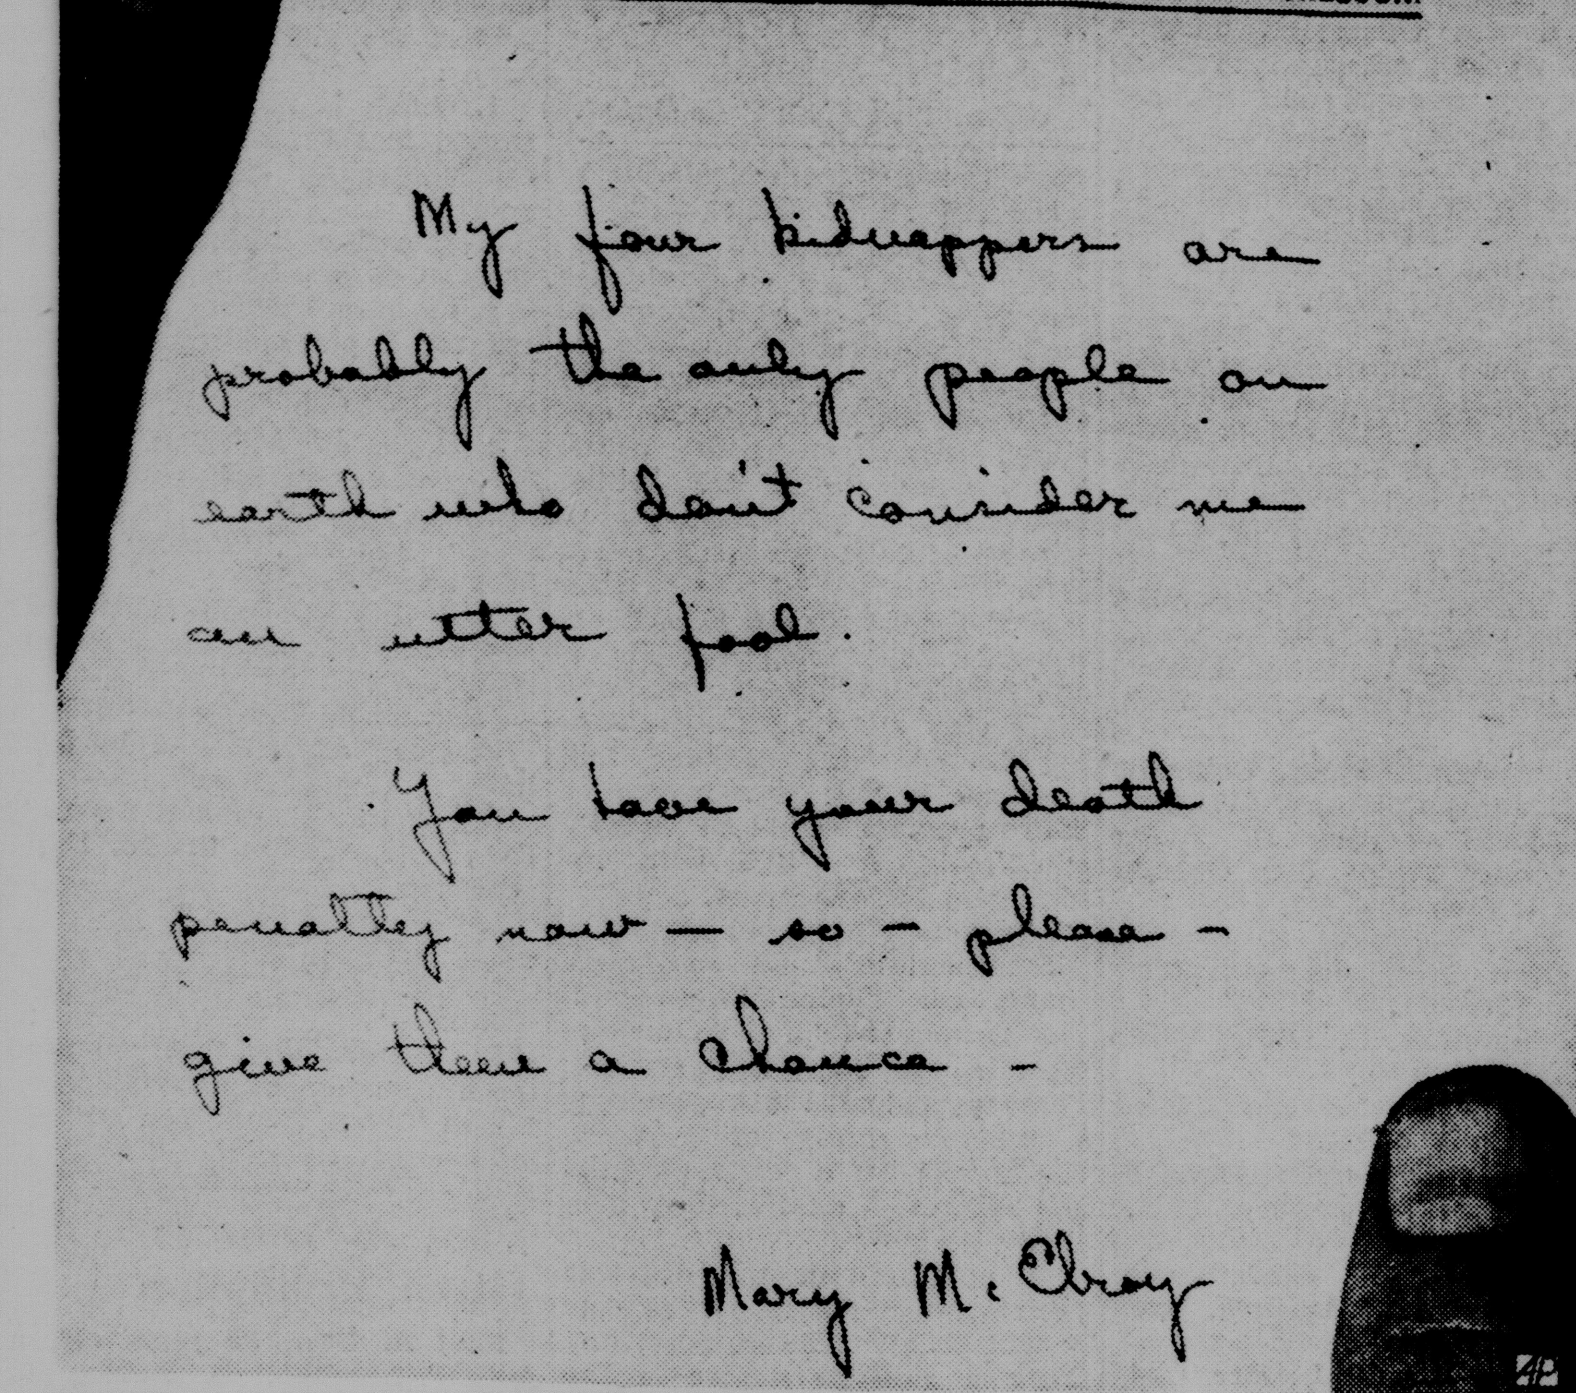 My four kidnappers are
probably the only people on
earth who don't consider me
an utter fool.
You have your death
penalty now — so — please —
give them a chance —
Mary McElroy
AP